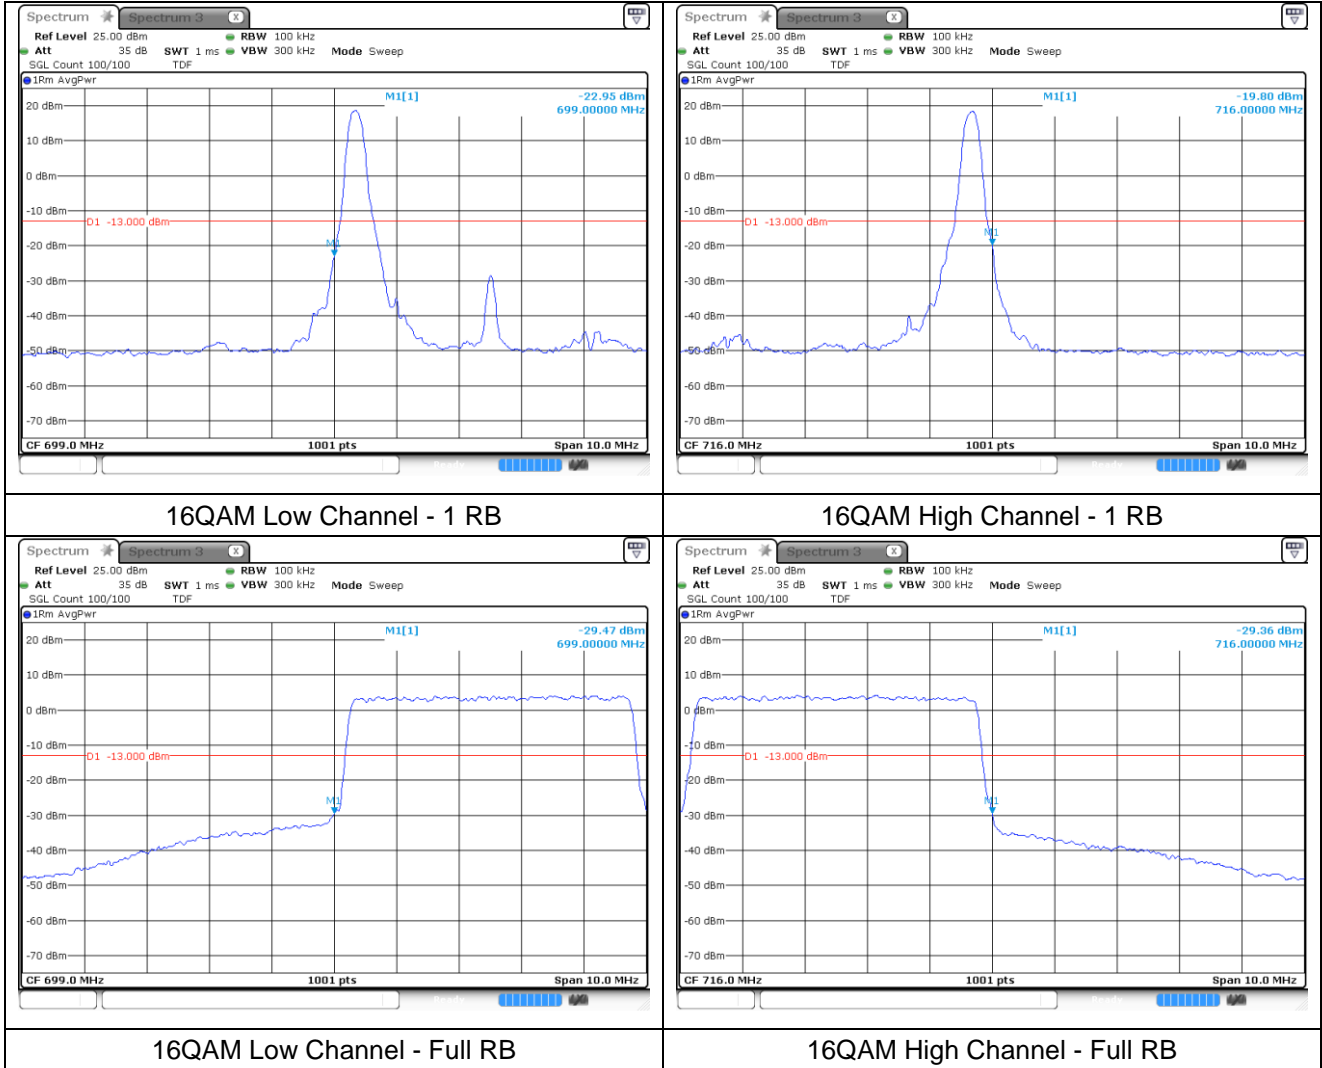 Spectrum Spectrum 3 X
Ref Level 25.00 dBm RBW 100 kHz
Att 35 dB SWT 1 ms VBW 300 kHz Mode Sweep
SGL Count 100/100 TDF
1Rm AvgPwr
M1[1] -22.95 dBm
699.00000 MHz
20 dBm
10 dBm
0 dBm
-10 dBm
D1 -13.000 dBm
M1
-20 dBm
-30 dBm
-40 dBm
-50 dBm
-60 dBm
-70 dBm
CF 699.0 MHz 1001 pts Span 10.0 MHz
16QAM Low Channel - 1 RB
Spectrum Spectrum 3 X
Ref Level 25.00 dBm RBW 100 kHz
Att 35 dB SWT 1 ms VBW 300 kHz Mode Sweep
SGL Count 100/100 TDF
1Rm AvgPwr
M1[1] -19.80 dBm
716.00000 MHz
20 dBm
10 dBm
0 dBm
-10 dBm
D1 -13.000 dBm
M1
-20 dBm
-30 dBm
-40 dBm
-50 dBm
-60 dBm
-70 dBm
CF 716.0 MHz 1001 pts Span 10.0 MHz
16QAM High Channel - 1 RB
Spectrum Spectrum 3 X
Ref Level 25.00 dBm RBW 100 kHz
Att 35 dB SWT 1 ms VBW 300 kHz Mode Sweep
SGL Count 100/100 TDF
1Rm AvgPwr
M1[1] -29.47 dBm
699.00000 MHz
20 dBm
10 dBm
0 dBm
-10 dBm
D1 -13.000 dBm
-20 dBm
M1
-30 dBm
-40 dBm
-50 dBm
-60 dBm
-70 dBm
CF 699.0 MHz 1001 pts Span 10.0 MHz
16QAM Low Channel - Full RB
Spectrum Spectrum 3 X
Ref Level 25.00 dBm RBW 100 kHz
Att 35 dB SWT 1 ms VBW 300 kHz Mode Sweep
SGL Count 100/100 TDF
1Rm AvgPwr
M1[1] -29.36 dBm
716.00000 MHz
20 dBm
10 dBm
0 dBm
-10 dBm
D1 -13.000 dBm
-20 dBm
M1
-30 dBm
-40 dBm
-50 dBm
-60 dBm
-70 dBm
CF 716.0 MHz 1001 pts Span 10.0 MHz
16QAM High Channel - Full RB